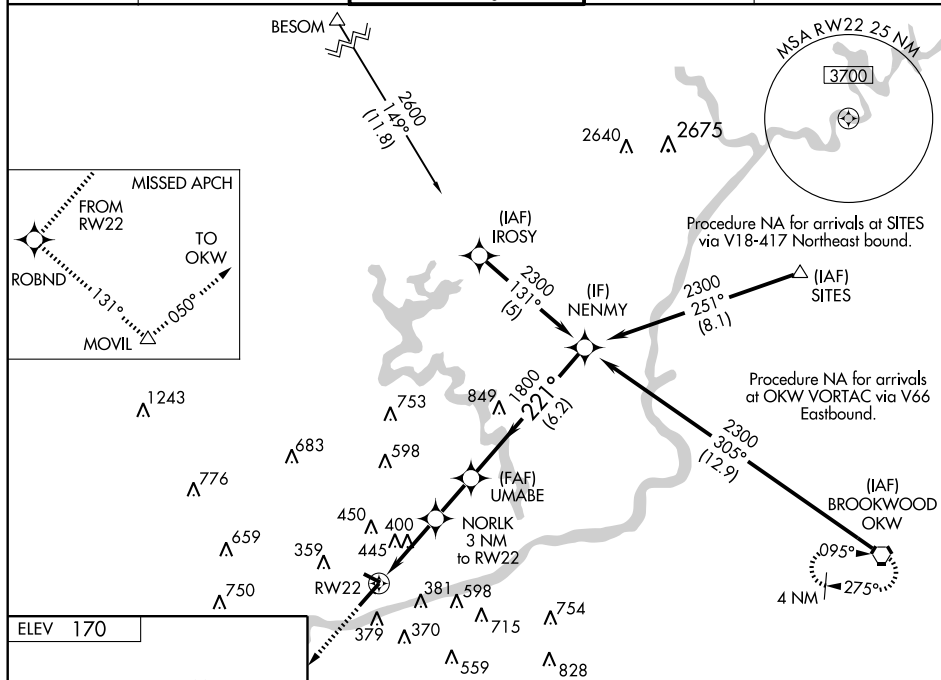 BESOM
2600
149°
(11.8)
MSA RW22 25 NM
3700
2640
2675
MISSED APCH
FROM
RW22
TO
OKW
ROBND
131°
050°
MOVIL
(IAF)
IROSY
2300
131°
(5)
(IF)
NENMY
Procedure NA for arrivals at SITES
via V18-417 Northeast bound.
(IAF)
SITES
2300
251°
(8.1)
Procedure NA for arrivals
at OKW VORTAC via V66
Eastbound.
2300
305°
(12.9)
(IAF)
BROOKWOOD
OKW
095°
275°
4 NM
1800
221°
(6.2)
1243
753
849
683
598
776
(FAF)
UMABE
450
400
445
NORLK
3 NM
to RW22
659
359
RW22
750
381
598
379
370
715
754
559
828
ELEV 170